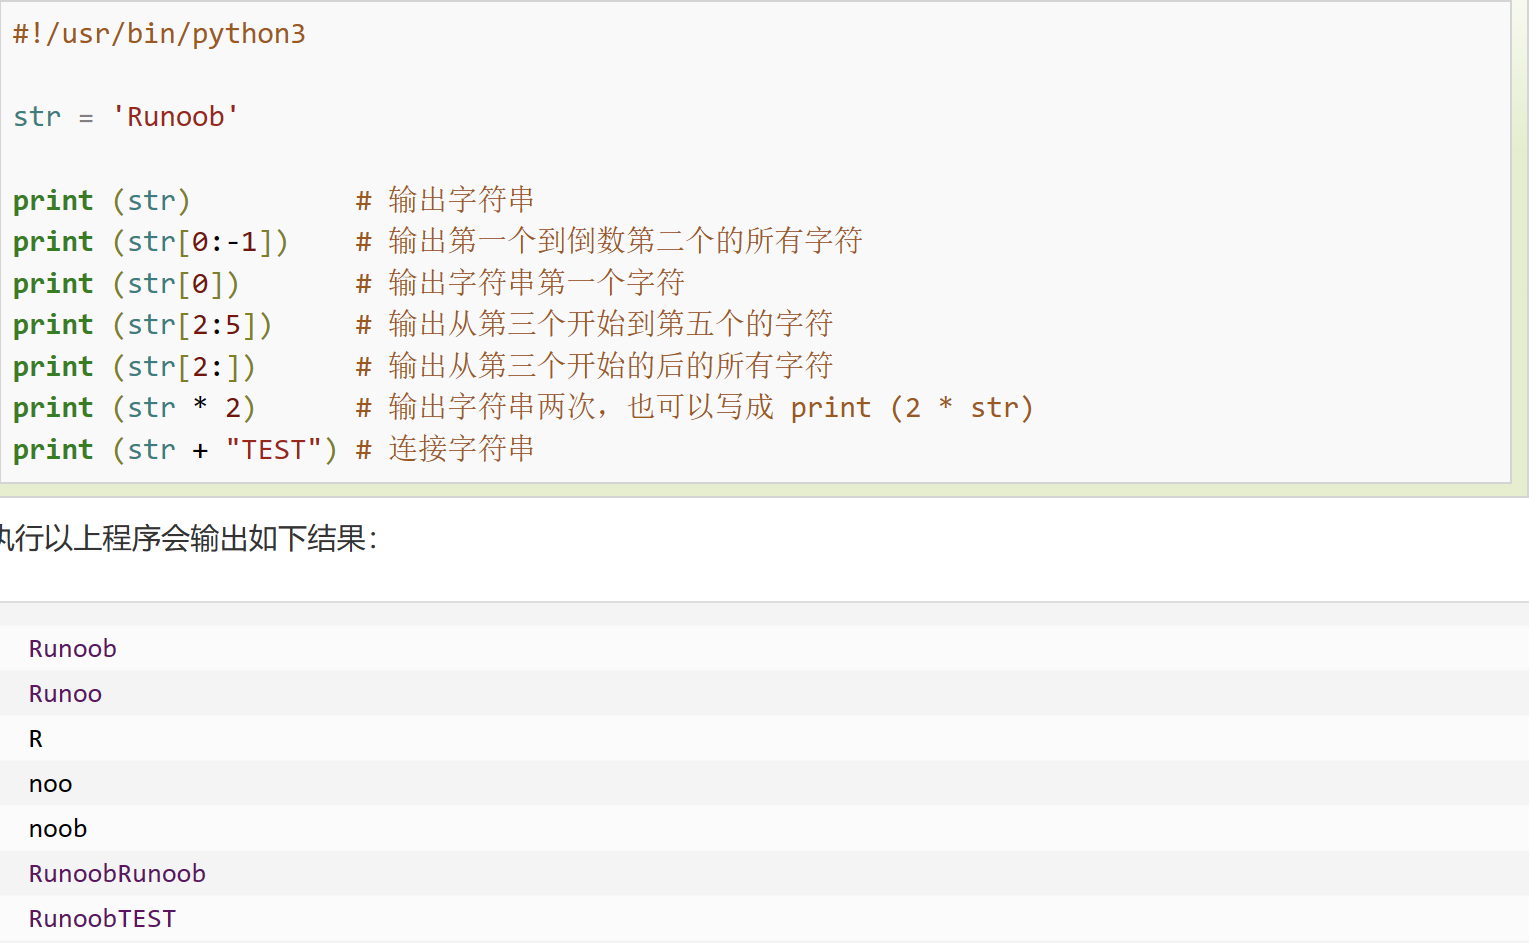 #!/usr/bin/python3
str = 'Runoob'
print (str)          # 输出字符串
print (str[0:-1])    # 输出第一个到倒数第二个的所有字符
print (str[0])       # 输出字符串第一个字符
print (str[2:5])     # 输出从第三个开始到第五个的字符
print (str[2:])      # 输出从第三个开始的后的所有字符
print (str * 2)      # 输出字符串两次，也可以写成 print (2 * str)
print (str + "TEST") # 连接字符串
执行以上程序会输出如下结果：
Runoob
Runoo
R
noo
noob
RunoobRunoob
RunoobTEST